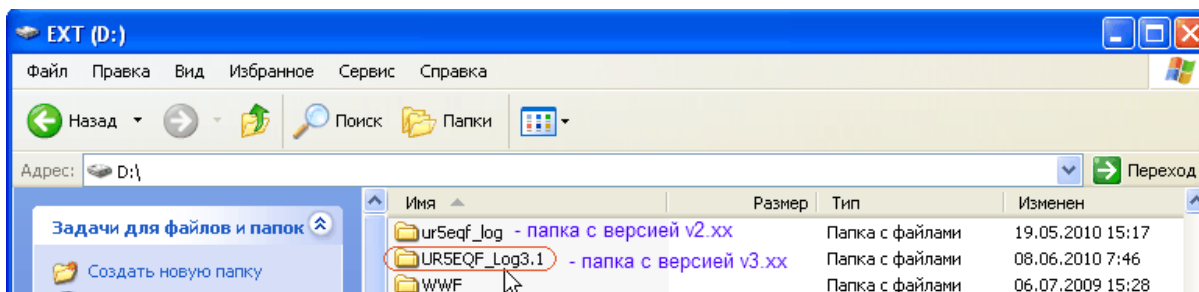 EXT (D:)
Файл Правка Вид Избранное Сервис Справка
Назад Поиск Папки
Адрес: D:\ Переход
Имя Размер Тип Изменен
Задачи для файлов и папок
ur5eqf_log - папка с версией v2.xx Папка с файлами 19.05.2010 15:17
UR5EQF_Log3.1 - папка с версией v3.xx Папка с файлами 08.06.2010 7:46
Создать новую папку
WWF Папка с файлами 06.07.2009 15:28